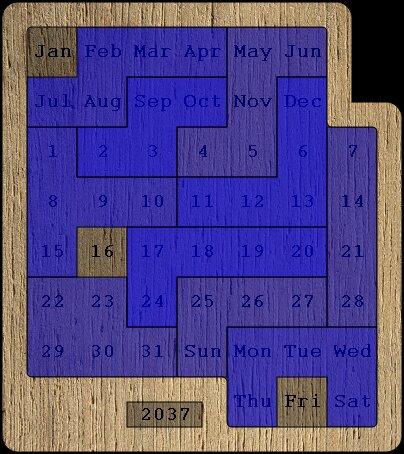 Jan Feb Mar Apr May Jun
Jul Aug Sep Oct Nov Dec
1 2 3 4 5 6 7
8 9 10 11 12 13 14
15 16 17 18 19 20 21
22 23 24 25 26 27 28
29 30 31 Sun Mon Tue Wed
Thu Fri Sat
2037